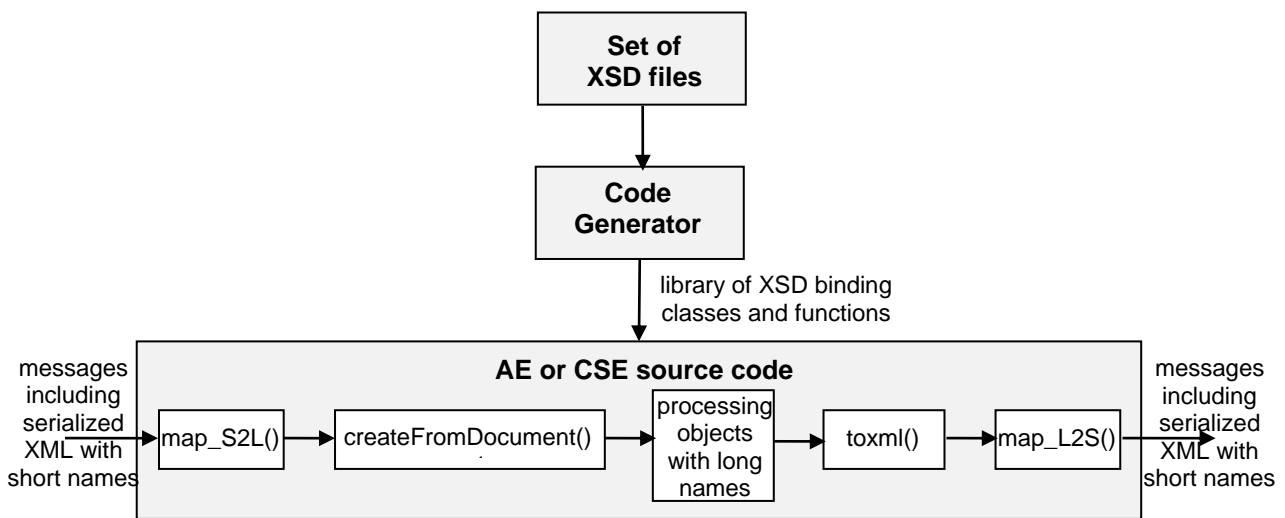 Set of
XSD files
Code
Generator
library of XSD binding
classes and functions
AE or CSE source code
messages
including
serialized
XML with
short names
map_S2L()
createFromDocument()
processing
objects
with long
names
toxml()
map_L2S()
messages
including
serialized
XML with
short names